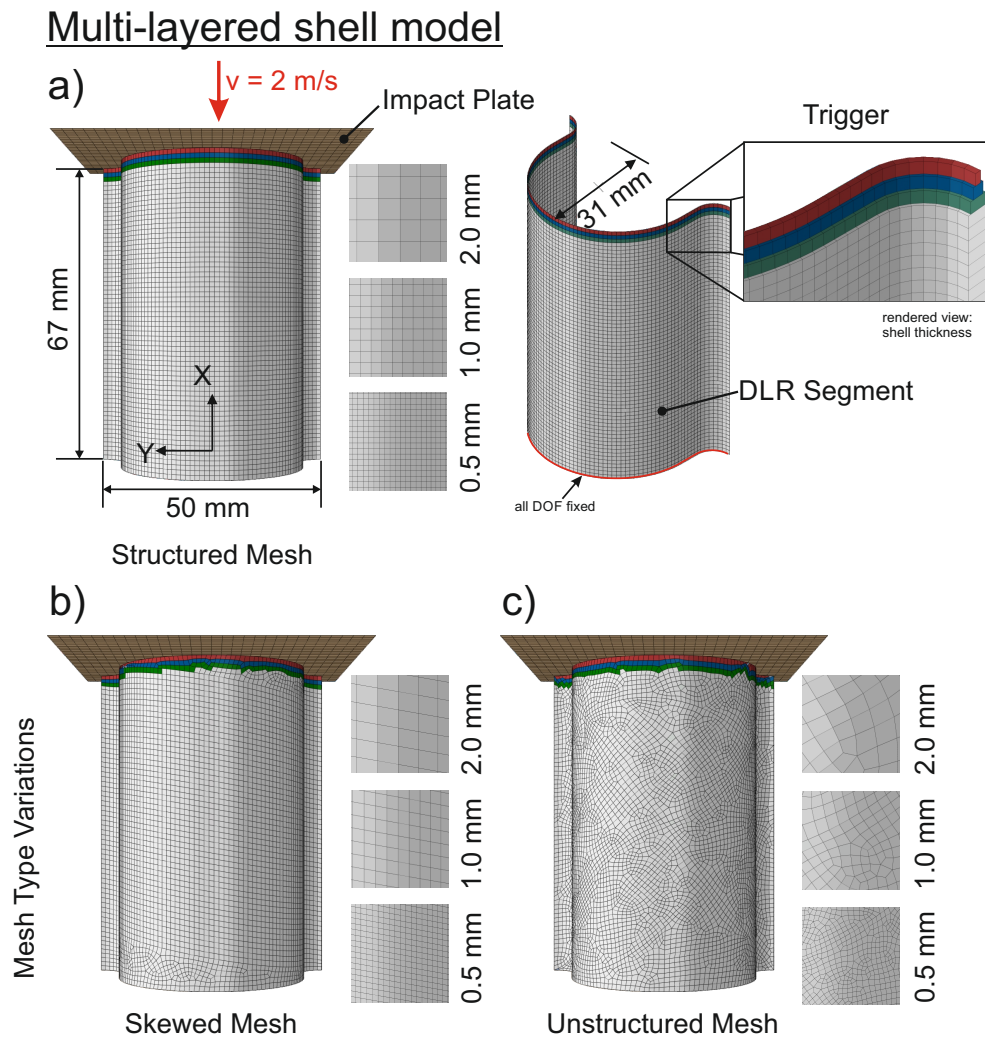 Multi-layered shell model
a)
v = 2 m/s
Impact Plate
67 mm
X
Y
50 mm
2.0 mm
1.0 mm
0.5 mm
Structured Mesh
31 mm
Trigger
rendered view:
shell thickness
DLR Segment
all DOF fixed
Mesh Type Variations
b)
2.0 mm
1.0 mm
0.5 mm
Skewed Mesh
c)
2.0 mm
1.0 mm
0.5 mm
Unstructured Mesh